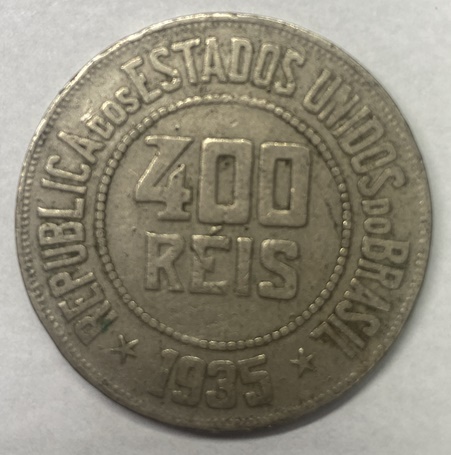 REPUBLICA DOS ESTADOS UNIDOS DO BRASIL
400
RÉIS
1935